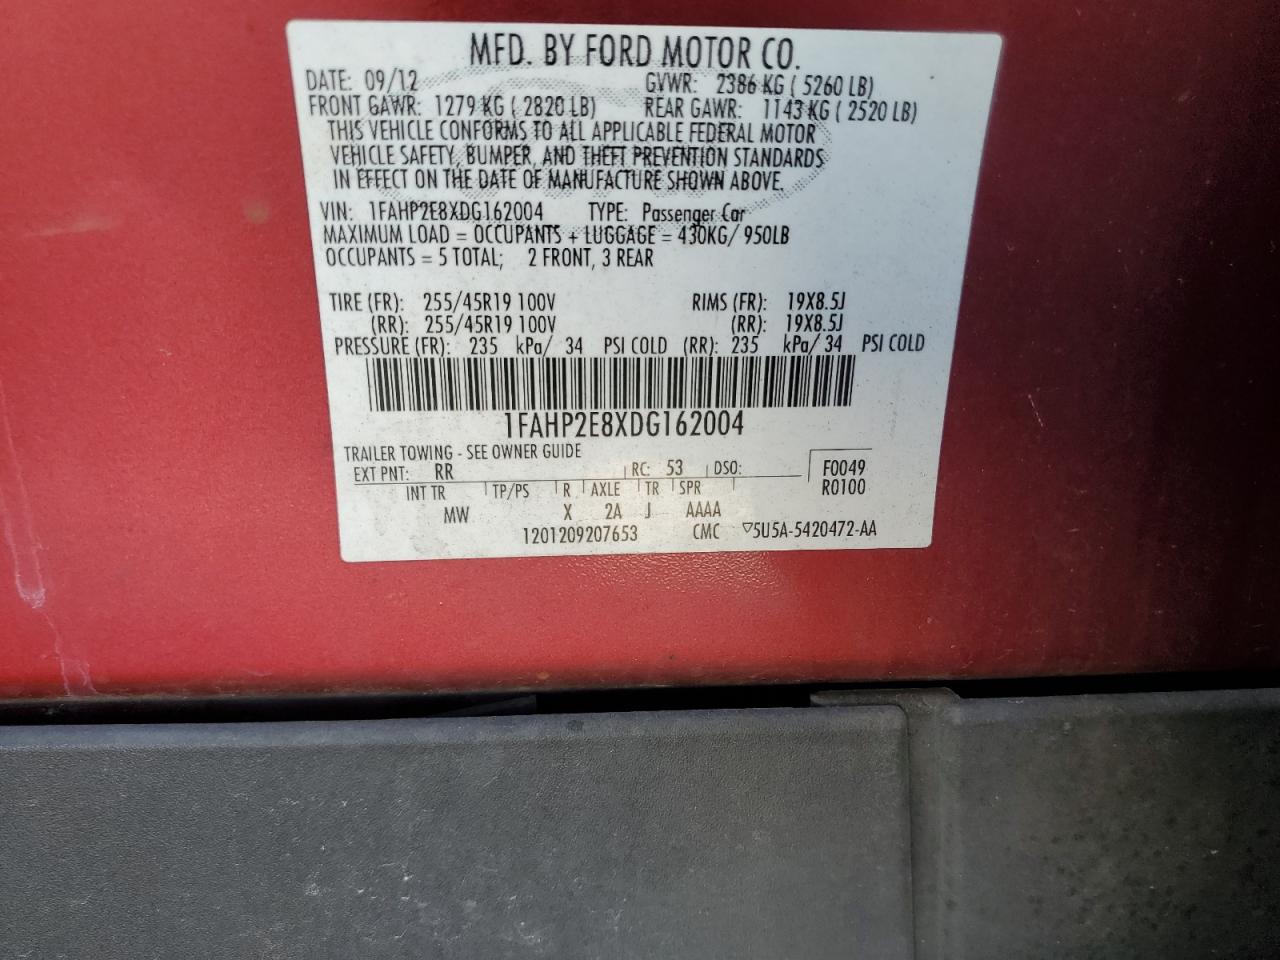 MFD. BY FORD MOTOR CO.
DATE: 09/12 GVWR: 2386 KG ( 5260 LB)
FRONT GAWR: 1279 KG ( 2820 LB) REAR GAWR: 1143 KG ( 2520 LB)
THIS VEHICLE CONFORMS TO ALL APPLICABLE FEDERAL MOTOR
VEHICLE SAFETY, BUMPER, AND THEFT PREVENTION STANDARDS
IN EFFECT ON THE DATE OF MANUFACTURE SHOWN ABOVE.
VIN: 1FAHP2E8XDG162004 TYPE: Passenger Car
MAXIMUM LOAD = OCCUPANTS + LUGGAGE = 430KG/ 950LB
OCCUPANTS = 5 TOTAL; 2 FRONT, 3 REAR
TIRE (FR): 255/45R19 100V RIMS (FR): 19X8.5J
(RR): 255/45R19 100V (RR): 19X8.5J
PRESSURE (FR): 235 kPa/ 34 PSI COLD (RR): 235 kPa/ 34 PSI COLD
1FAHP2E8XDG162004
TRAILER TOWING - SEE OWNER GUIDE
EXT PNT: RR RC: 53 DSO: F0049
INT TR TP/PS R AXLE TR SPR R0100
MW X 2A J AAAA
1201209207653 CMC ▽5U5A-5420472-AA